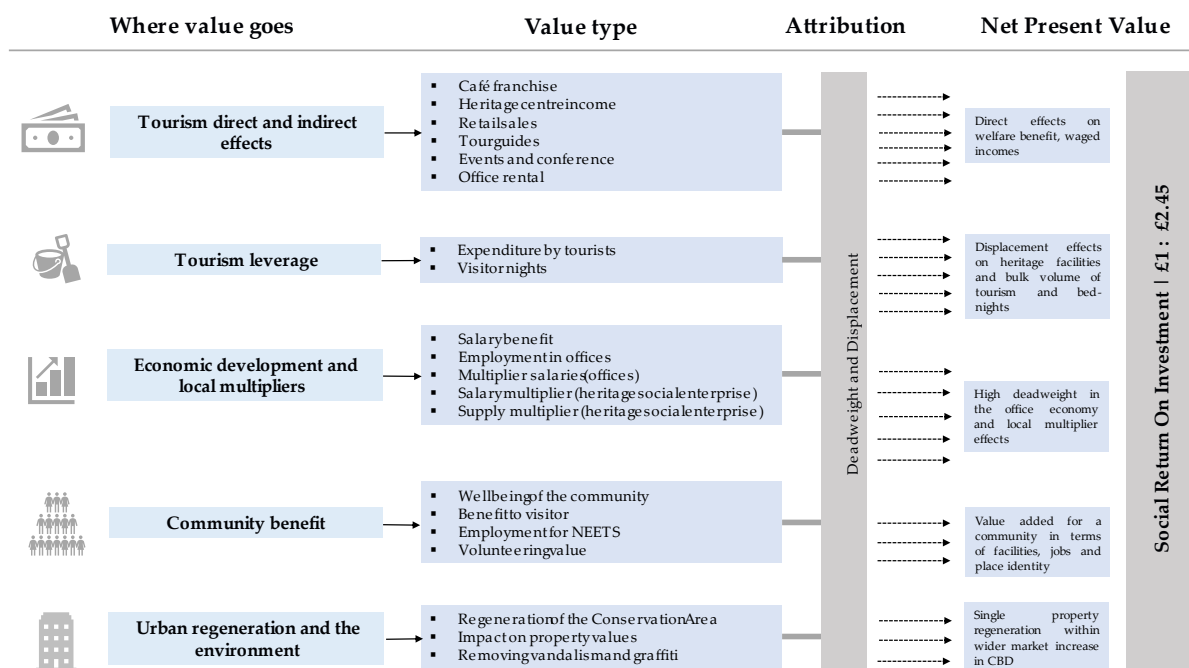 Where value goes
Value type
Attribution
Net Present Value
Tourism direct and indirect
effects
▪ Café franchise
▪ Heritage centre income
▪ Retail sales
▪ Tour guides
▪ Events and conference
▪ Office rental
Direct effects on
welfare benefit, waged
incomes
Tourism leverage
▪ Expenditure by tourists
▪ Visitor nights
Displacement effects
on heritage facilities
and bulk volume of
tourism and bed-
nights
Economic development and
local multipliers
▪ Salary benefit
▪ Employment in offices
▪ Multiplier salaries (offices)
▪ Salary multiplier (heritage social enterprise)
▪ Supply multiplier (heritage social enterprise)
High deadweight in
the office economy
and local multiplier
effects
Community benefit
▪ Wellbeing of the community
▪ Benefit to visitor
▪ Employment for NEETS
▪ Volunteering value
Value added for a
community in terms
of facilities, jobs and
place identity
Urban regeneration and the
environment
▪ Regeneration of the Conservation Area
▪ Impact on property values
▪ Removing vandalism and graffiti
Single property
regeneration within
wider market increase
in CBD
Deadweight and Displacement
Social Return On Investment | £1 : £2.45